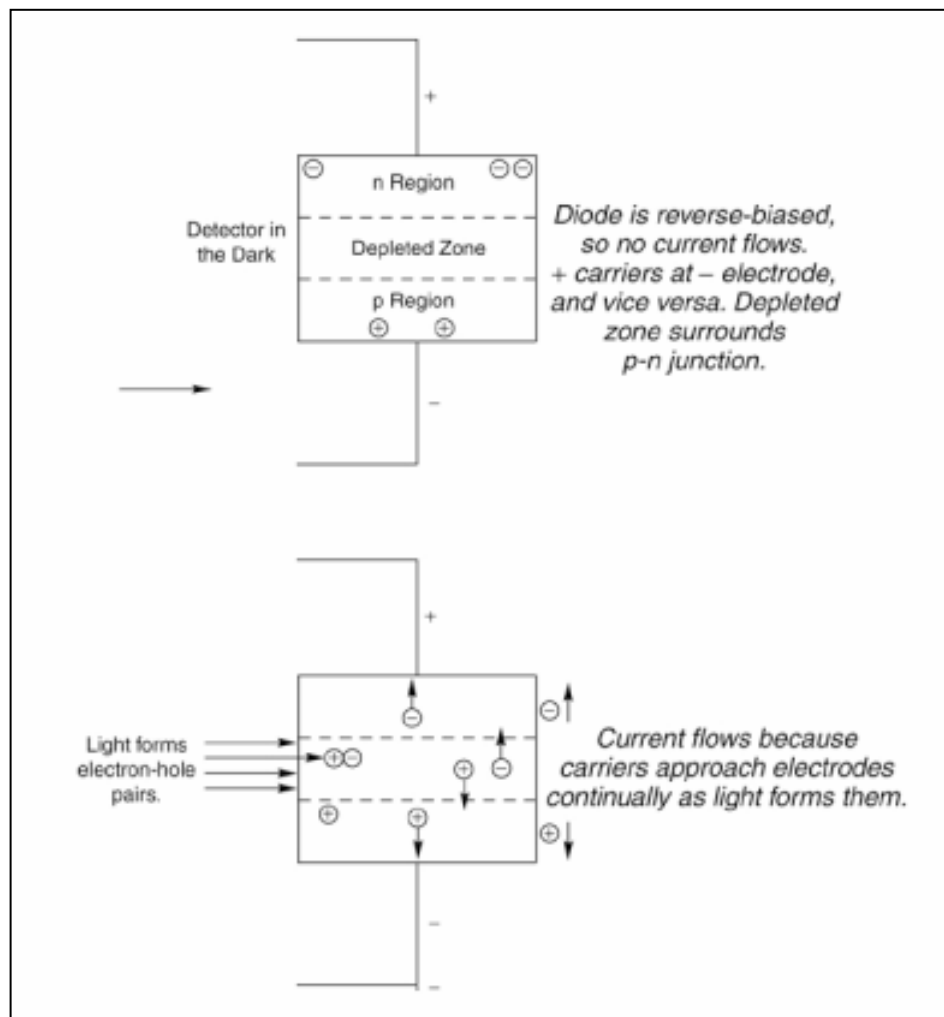 +
n Region
Detector in
the Dark
Depleted Zone
p Region
Diode is reverse-biased,
so no current flows.
+ carriers at – electrode,
and vice versa. Depleted
zone surrounds
p-n junction.
–
+
Light forms
electron-hole
pairs.
Current flows because
carriers approach electrodes
continually as light forms them.
–
–